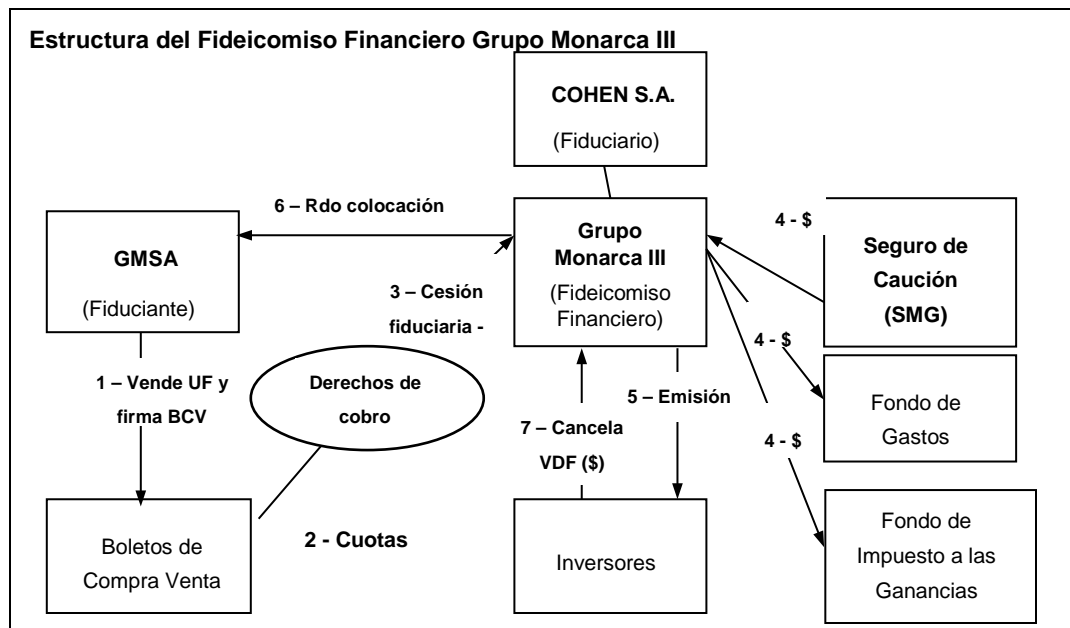 Estructura del Fideicomiso Financiero Grupo Monarca III
COHEN S.A.
(Fiduciario)
6 – Rdo colocación
GMSA
(Fiduciante)
Grupo
Monarca III
(Fideicomiso
Financiero)
4 - $
Seguro de
Caución
(SMG)
3 – Cesión
fiduciaria -
1 – Vende UF y
firma BCV
Derechos de
cobro
5 – Emisión
7 – Cancela
VDF ($)
4 - $
Fondo de
Gastos
4 - $
Boletos de
Compra Venta
2 - Cuotas
Inversores
Fondo de
Impuesto a las
Ganancias